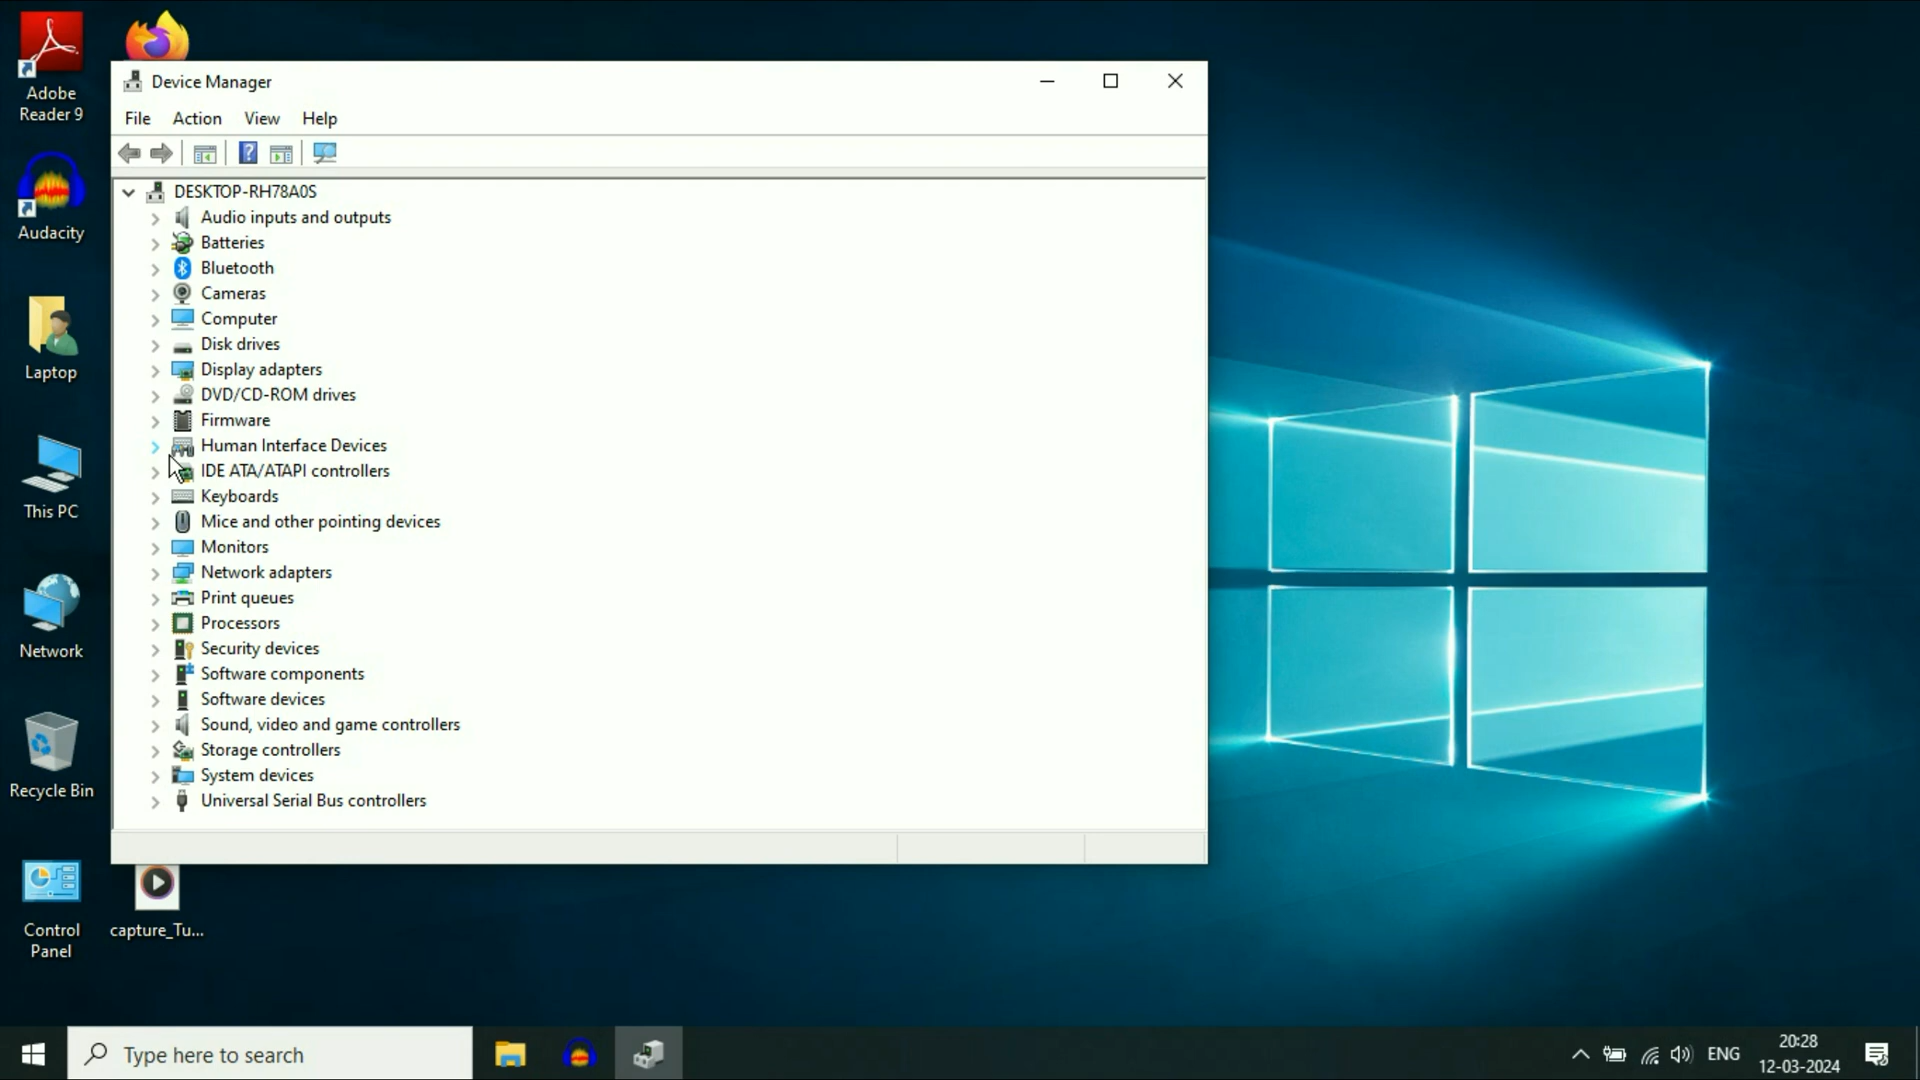 Adobe
Reader 9
Audacity
Laptop
This PC
Network
Recycle Bin
Control
Panel
capture_Tu...
Device Manager
File Action View Help
DESKTOP-RH78A0S
Audio inputs and outputs
Batteries
Bluetooth
Cameras
Computer
Disk drives
Display adapters
DVD/CD-ROM drives
Firmware
Human Interface Devices
IDE ATA/ATAPI controllers
Keyboards
Mice and other pointing devices
Monitors
Network adapters
Print queues
Processors
Security devices
Software components
Software devices
Sound, video and game controllers
Storage controllers
System devices
Universal Serial Bus controllers
Type here to search
ENG
20:28
12-03-2024